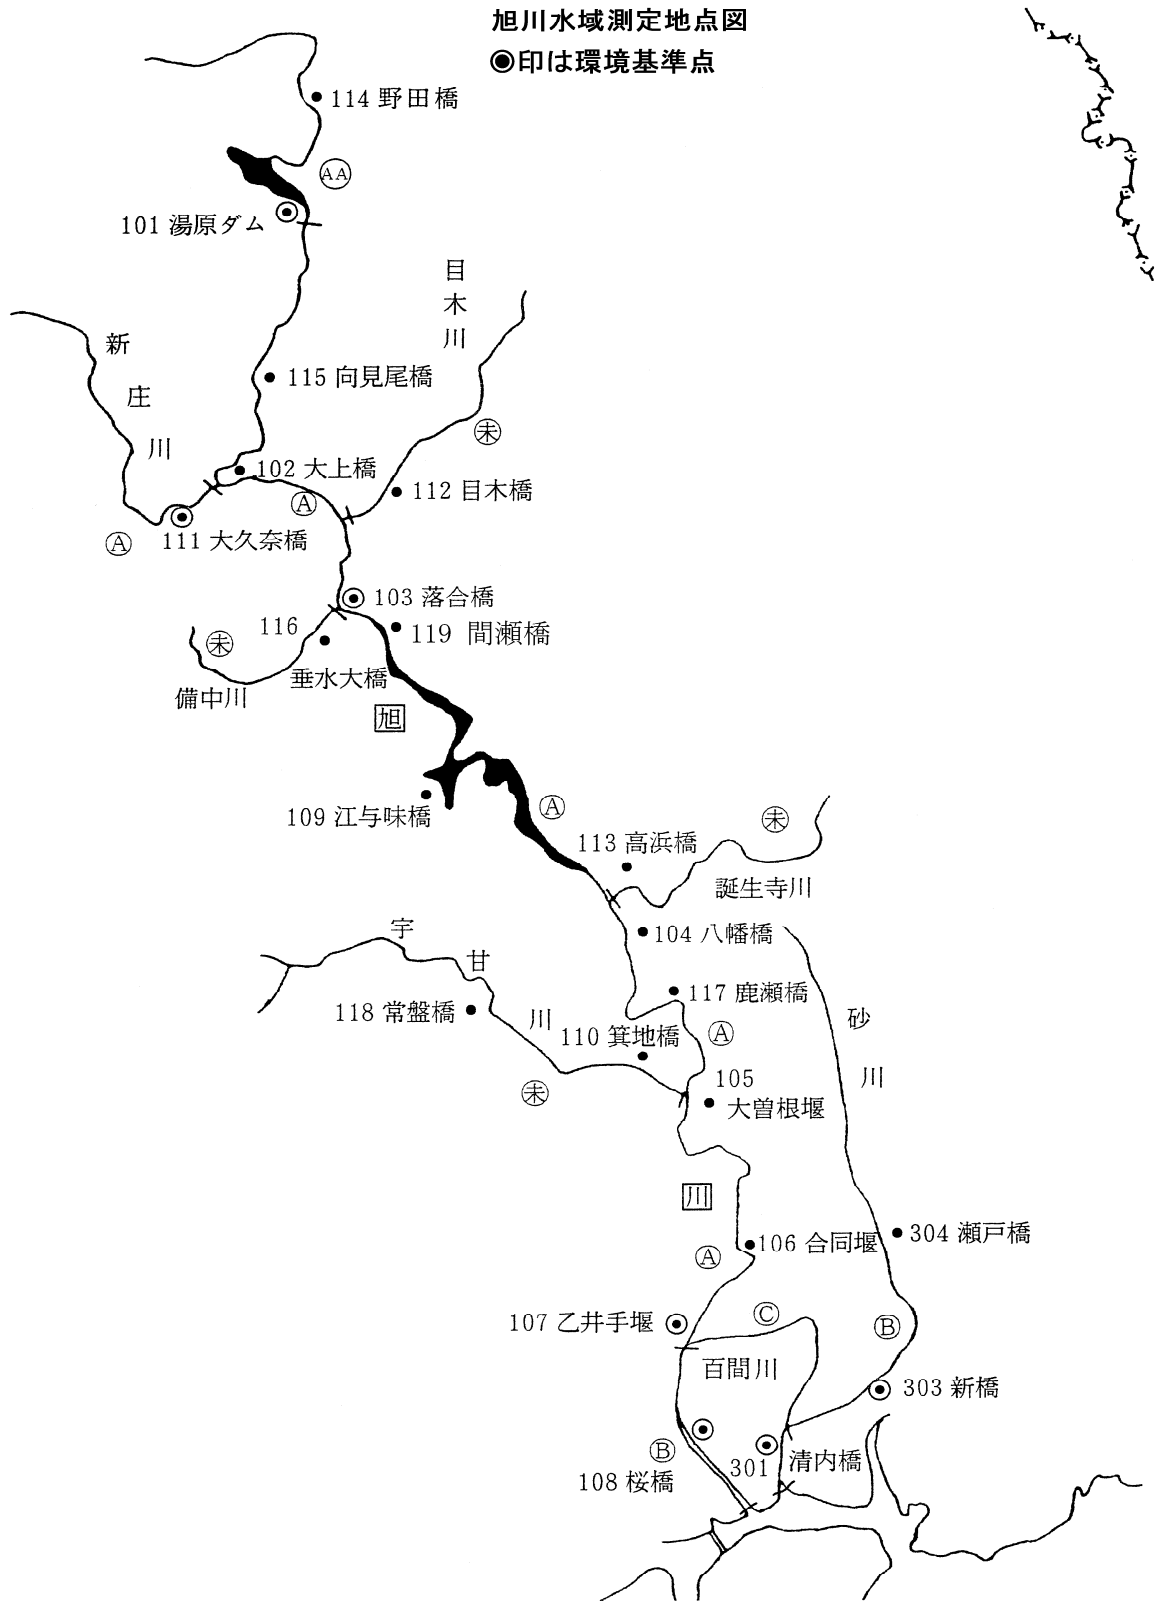 旭川水域測定地点図
◉印は環境基準点
114 野田橋
AA
101 湯原ダム
目木川
新庄川
115 向見尾橋
未
102 大上橋
A
112 目木橋
A
111 大久奈橋
103 落合橋
116
垂水大橋
119 間瀬橋
未
備中川
旭
109 江与味橋
A
未
113 高浜橋
誕生寺川
宇甘川
104 八幡橋
117 鹿瀬橋
118 常盤橋
砂川
110 箕地橋
A
105
大曽根堰
未
川
304 瀬戸橋
106 合同堰
A
C
107 乙井手堰
B
百間川
303 新橋
B
301 清内橋
108 桜橋